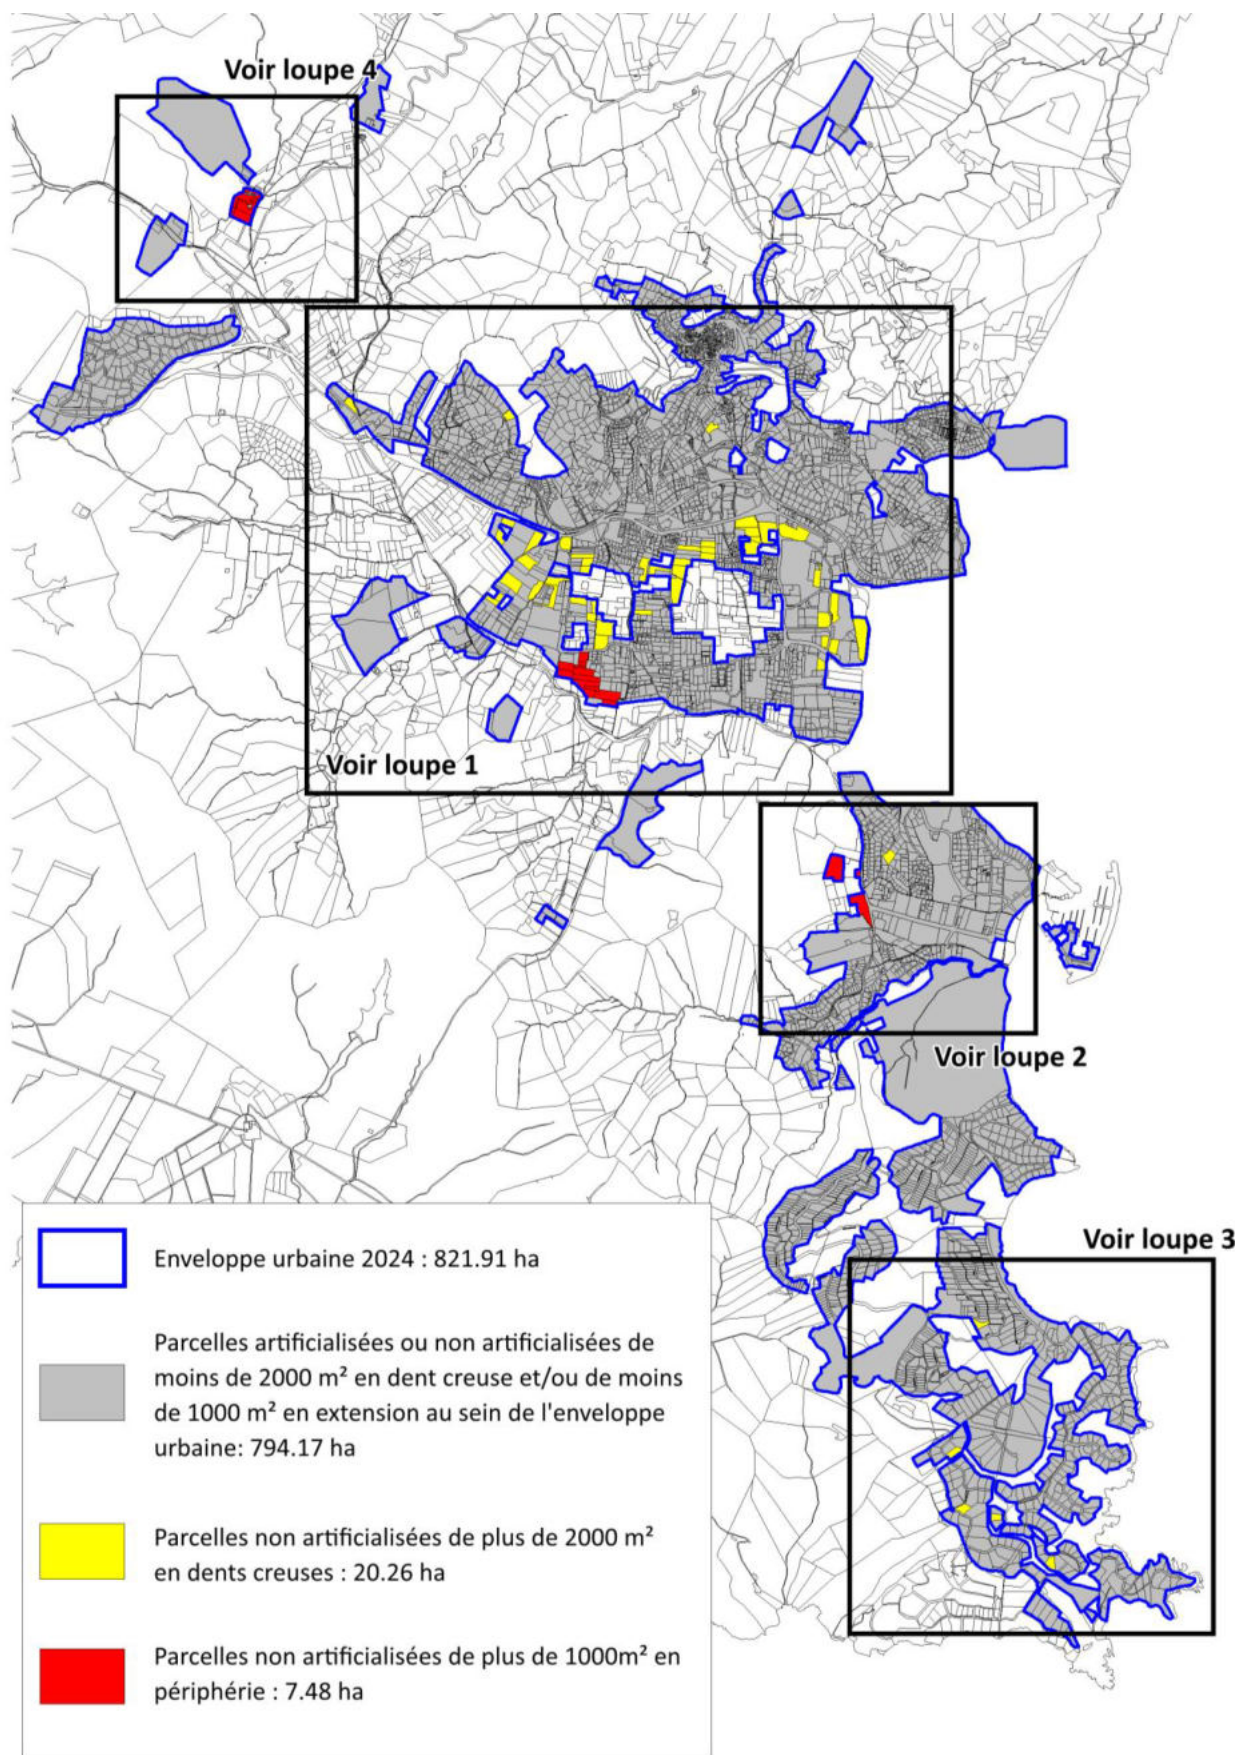 Voir loupe 4
Voir loupe 1
Voir loupe 2
Voir loupe 3
Enveloppe urbaine 2024 : 821.91 ha
Parcelles artificialisées ou non artificialisées de
moins de 2000 m² en dent creuse et/ou de moins
de 1000 m² en extension au sein de l'enveloppe
urbaine: 794.17 ha
Parcelles non artificialisées de plus de 2000 m²
en dents creuses : 20.26 ha
Parcelles non artificialisées de plus de 1000m² en
périphérie : 7.48 ha